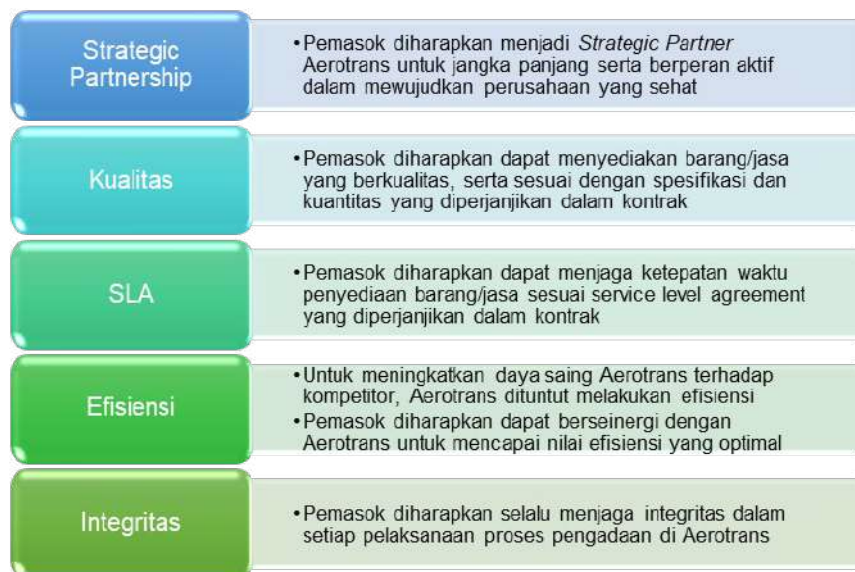 Strategic
Partnership
•Pemasok diharapkan menjadi Strategic Partner
Aerotrans untuk jangka panjang serta berperan aktif
dalam mewujudkan perusahaan yang sehat
Kualitas
•Pemasok diharapkan dapat menyediakan barang/jasa
yang berkualitas, serta sesuai dengan spesifikasi dan
kuantitas yang diperjanjikan dalam kontrak
SLA
•Pemasok diharapkan dapat menjaga ketepatan waktu
penyediaan barang/jasa sesuai service level agreement
yang diperjanjikan dalam kontrak
Efisiensi
•Untuk meningkatkan daya saing Aerotrans terhadap
kompetitor, Aerotrans dituntut melakukan efisiensi
•Pemasok diharapkan dapat berseinergi dengan
Aerotrans untuk mencapai nilai efisiensi yang optimal
Integritas
•Pemasok diharapkan selalu menjaga integritas dalam
setiap pelaksanaan proses pengadaan di Aerotrans